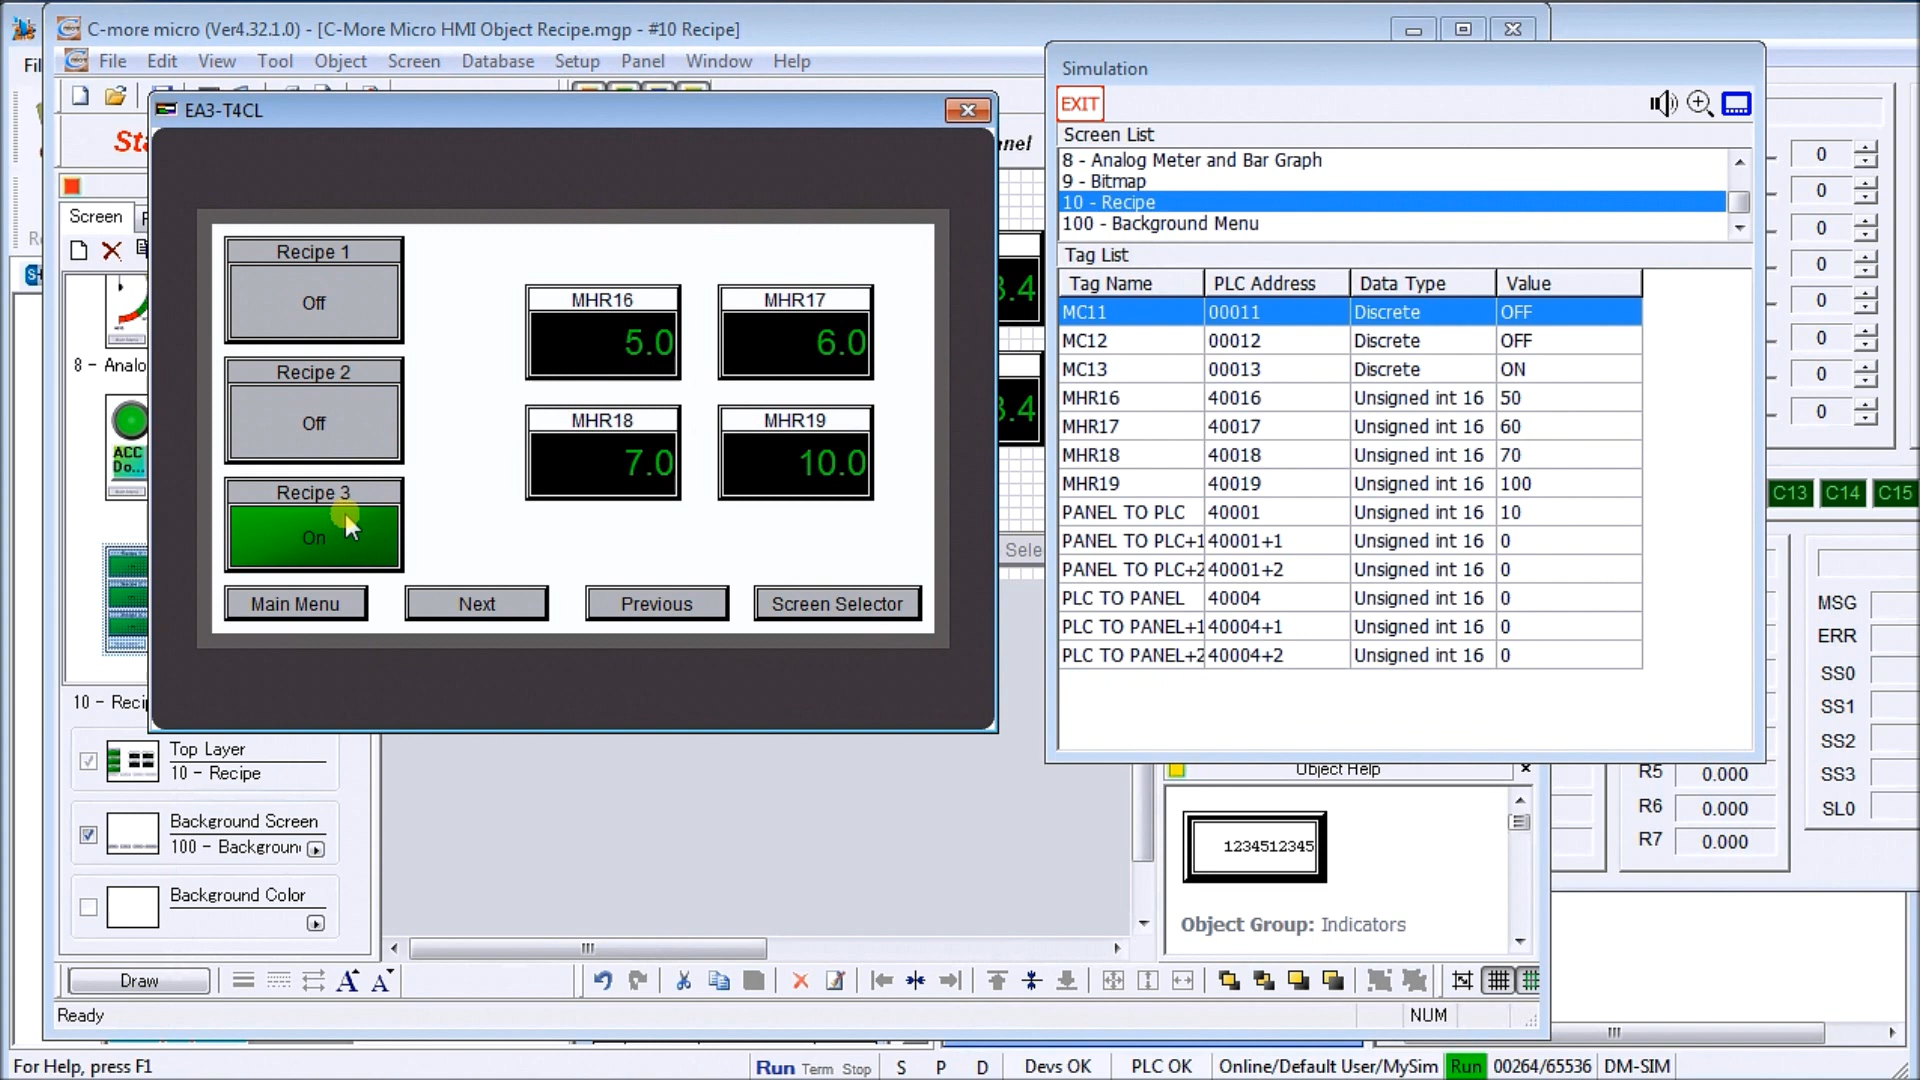 C-more micro (Ver4.32.1.0) - [C-More Micro HMI Object Recipe.mgp - #10 Recipe]
File Edit View Tool Object Screen Database Setup Panel Window Help
EA3-T4CL
Screen
Recipe 1
Off
Recipe 2
Off
Recipe 3
On
MHR16
5.0
MHR17
6.0
MHR18
7.0
MHR19
10.0
Main Menu
Next
Previous
Screen Selector
8 - Analo
ACC
Do...
10 - Reci
Top Layer
10 - Recipe
Background Screen
100 - Backgroun
Background Color
Draw
Ready
NUM
Simulation
EXIT
Screen List
8 - Analog Meter and Bar Graph
9 - Bitmap
10 - Recipe
100 - Background Menu
Tag List
Tag Name PLC Address Data Type Value
MC11 00011 Discrete OFF
MC12 00012 Discrete OFF
MC13 00013 Discrete ON
MHR16 40016 Unsigned int 16 50
MHR17 40017 Unsigned int 16 60
MHR18 40018 Unsigned int 16 70
MHR19 40019 Unsigned int 16 100
PANEL TO PLC 40001 Unsigned int 16 10
PANEL TO PLC+1 40001+1 Unsigned int 16 0
PANEL TO PLC+2 40001+2 Unsigned int 16 0
PLC TO PANEL 40004 Unsigned int 16 0
PLC TO PANEL+1 40004+1 Unsigned int 16 0
PLC TO PANEL+2 40004+2 Unsigned int 16 0
Object Help
1234512345
Object Group: Indicators
0
0
0
0
0
0
0
0
C13 C14 C15
MSG
ERR
SS0
SS1
SS2
SS3
SL0
R5 0.000
R6 0.000
R7 0.000
For Help, press F1
Run Term Stop S P D Devs OK PLC OK Online/Default User/MySim Run 00264/65536 DM-SIM